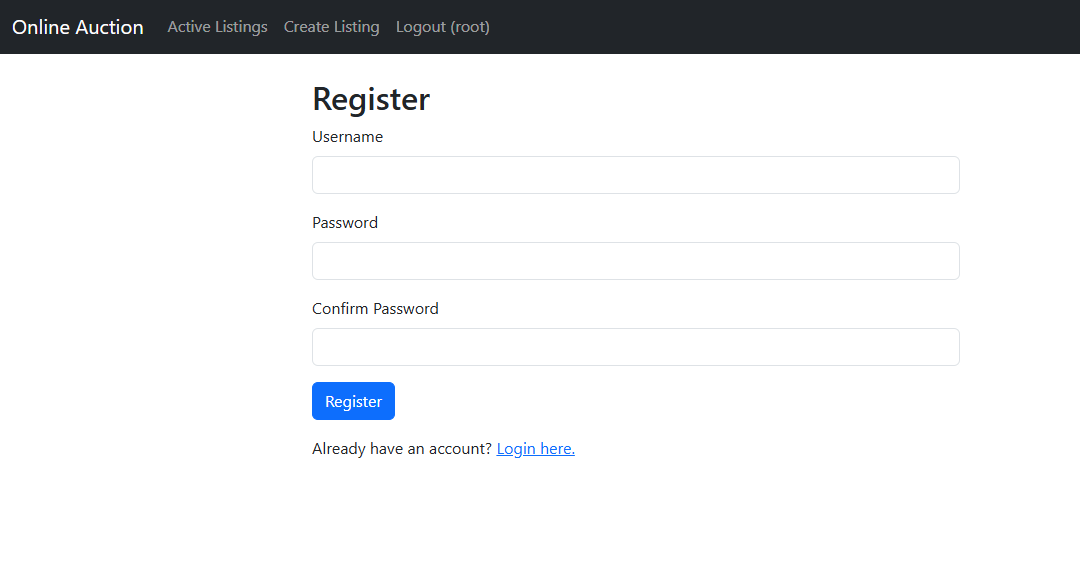 Online Auction Active Listings Create Listing Logout (root)
Register
Username
Password
Confirm Password
Register
Already have an account? Login here.